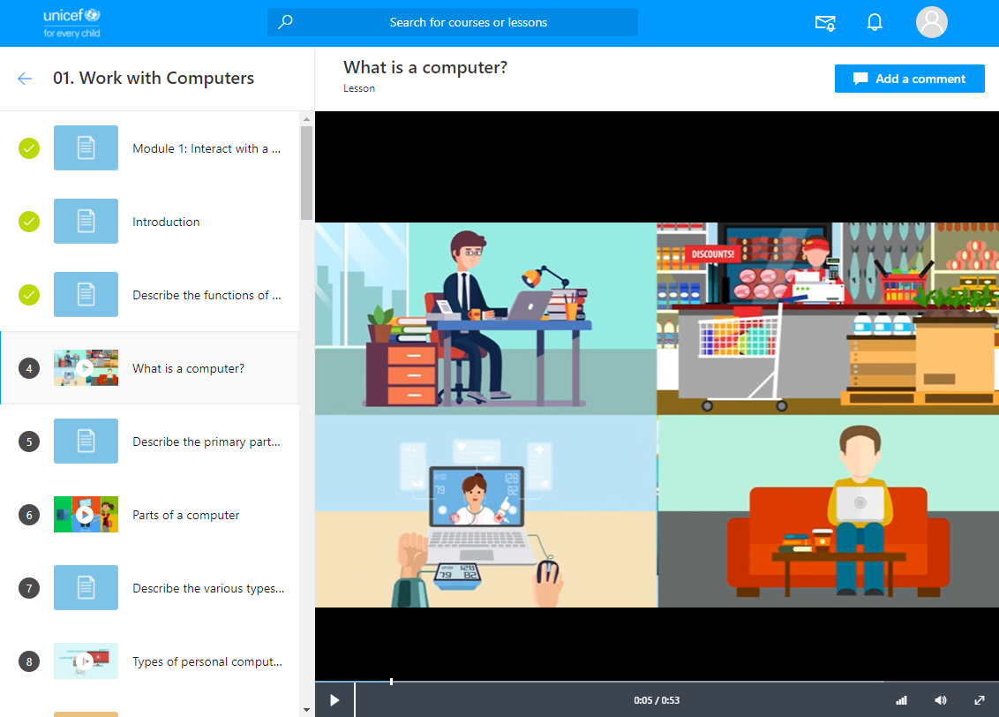 unicef
for every child
Search for courses or lessons
01. Work with Computers
What is a computer?
Lesson
Add a comment
Module 1: Interact with a ...
Introduction
Describe the functions of ...
4
What is a computer?
5
Describe the primary part...
6
Parts of a computer
7
Describe the various types...
8
Types of personal comput...
DISCOUNTS!
128
79
82
128
79 82
0:05 / 0:53